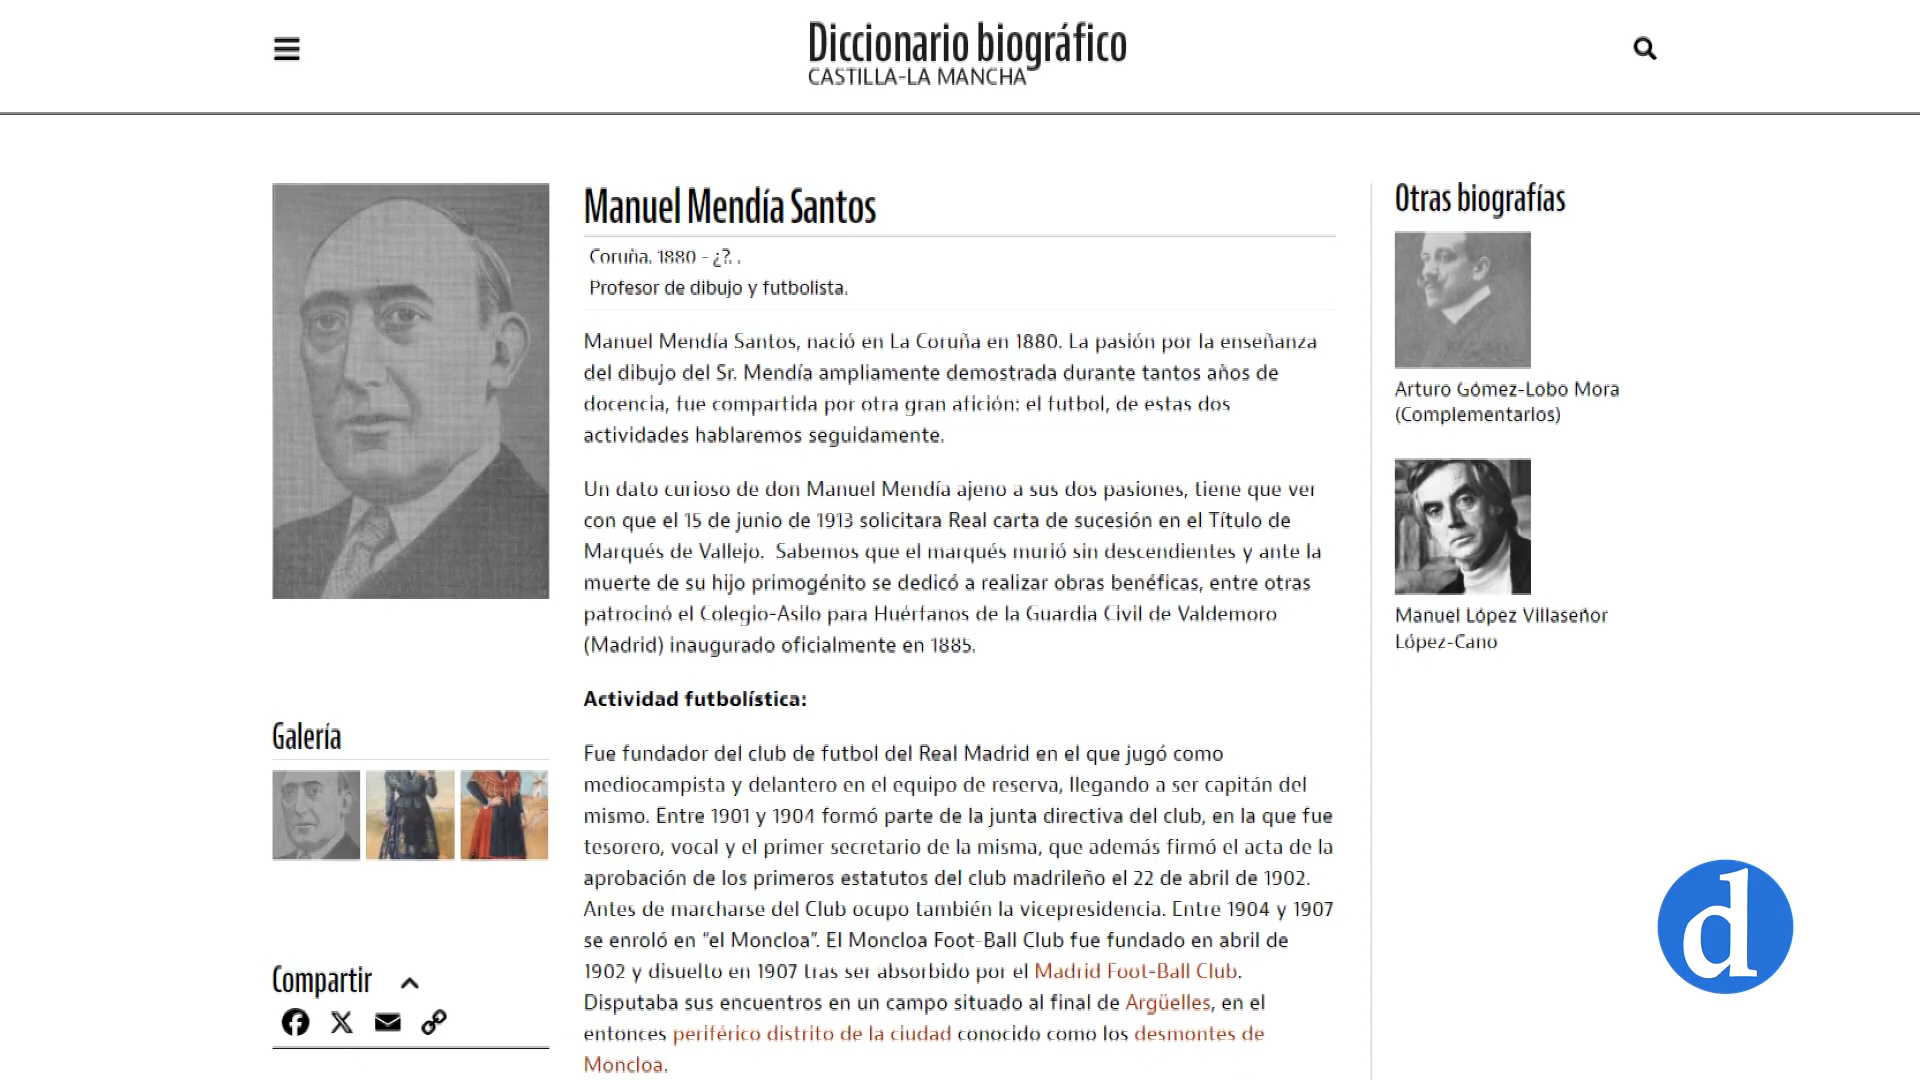 Diccionario biográfico
CASTILLA-LA MANCHA
Manuel Mendía Santos
Coruña. 1880 - ¿?. .
Profesor de dibujo y futbolista.
Manuel Mendía Santos, nació en La Coruña en 1880. La pasión por la enseñanza
del dibujo del Sr. Mendía ampliamente demostrada durante tantos años de
docencia, fue compartida por otra gran afición: el futbol, de estas dos
actividades hablaremos seguidamente.
Un dato curioso de don Manuel Mendía ajeno a sus dos pasiones, tiene que ver
con que el 15 de junio de 1913 solicitara Real carta de sucesión en el Título de
Marqués de Vallejo. Sabemos que el marqués murió sin descendientes y ante la
muerte de su hijo primogénito se dedicó a realizar obras benéficas, entre otras
patrocinó el Colegio-Asilo para Huérfanos de la Guardia Civil de Valdemoro
(Madrid) inaugurado oficialmente en 1885.
Actividad futbolística:
Fue fundador del club de futbol del Real Madrid en el que jugó como
mediocampista y delantero en el equipo de reserva, llegando a ser capitán del
mismo. Entre 1901 y 1904 formó parte de la junta directiva del club, en la que fue
tesorero, vocal y el primer secretario de la misma, que además firmó el acta de la
aprobación de los primeros estatutos del club madrileño el 22 de abril de 1902.
Antes de marcharse del Club ocupo también la vicepresidencia. Entre 1904 y 1907
se enroló en “el Moncloa”. El Moncloa Foot-Ball Club fue fundado en abril de
1902 y disuelto en 1907 tras ser absorbido por el Madrid Foot-Ball Club.
Disputaba sus encuentros en un campo situado al final de Argüelles, en el
entonces periférico distrito de la ciudad conocido como los desmontes de
Moncloa.
Galería
Compartir
Otras biografías
Arturo Gómez-Lobo Mora
(Complementarios)
Manuel López Villaseñor
López-Cano
d